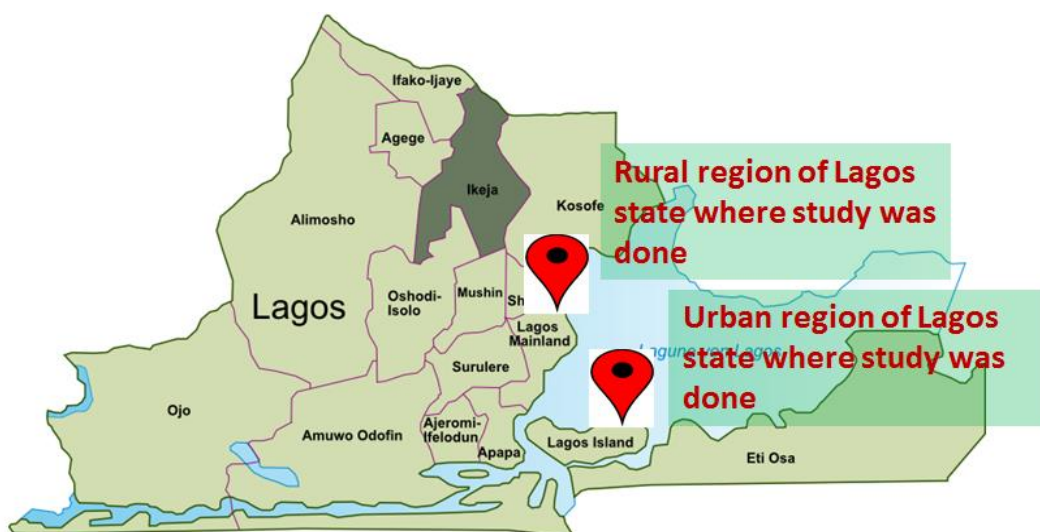 Ifako-Ijaye
Agege
Ikeja
Kosofe
Rural region of Lagos
state where study was
done
Alimosho
Lagos
Oshodi-
Isolo
Mushin
Sh
Lagos
Mainland
Urban region of Lagos
state where study was
done
Surulere
Ojo
Amuwo Odofin
Ajeromi-
Ifelodun
Apapa
Lagos Island
Eti Osa